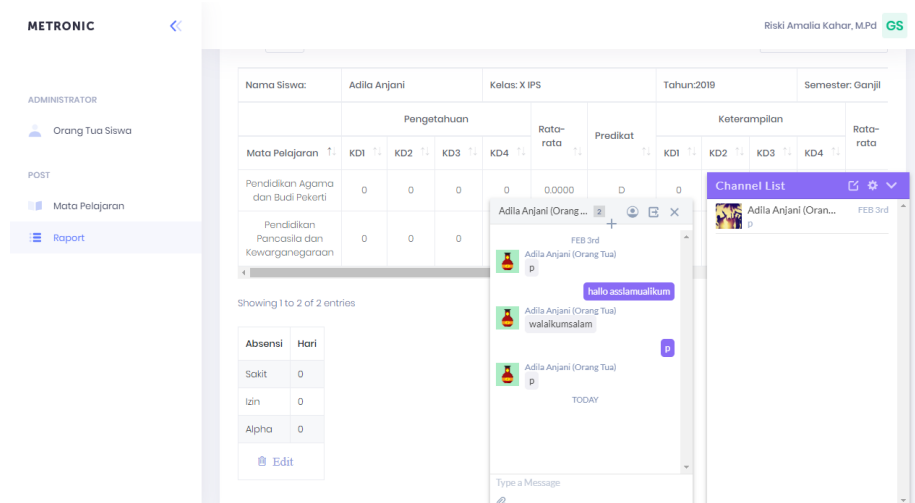 METRONIC
Riski Amalia Kahar, M.Pd GS
ADMINISTRATOR
Orang Tua Siswa
POST
Mata Pelajaran
Raport
Nama Siswa: Adila Anjani Kelas: X IPS Tahun:2019 Semester: Ganjil
Pengetahuan Rata-rata Predikat Keterampilan Rata-rata
Mata Pelajaran KD1 KD2 KD3 KD4 KD1 KD2 KD3 KD4
Pendidikan Agama
dan Budi Pekerti
0 0 0 0 0.0000 D 0
Pendidikan
Pancasila dan
Kewarganegaraan
0 0 0
Showing 1 to 2 of 2 entries
Absensi Hari
Sakit 0
Izin 0
Alpha 0
Edit
Adila Anjani (Orang ... 2
FEB 3rd
Adila Anjani (Orang Tua)
p
hallo asslamualikum
Adila Anjani (Orang Tua)
walaikumsalam
p
Adila Anjani (Orang Tua)
p
TODAY
Type a Message
Channel List
Adila Anjani (Oran... FEB 3rd
p